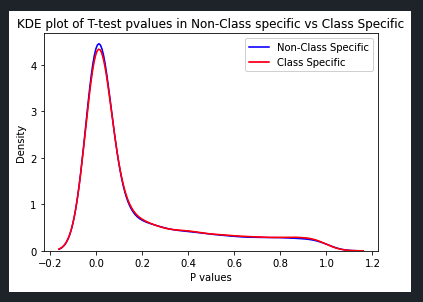 KDE plot of T-test pvalues in Non-Class specific vs Class Specific
Non-Class Specific
Class Specific
Density
4
3
2
1
0
-0.2 0.0 0.2 0.4 0.6 0.8 1.0 1.2
P values